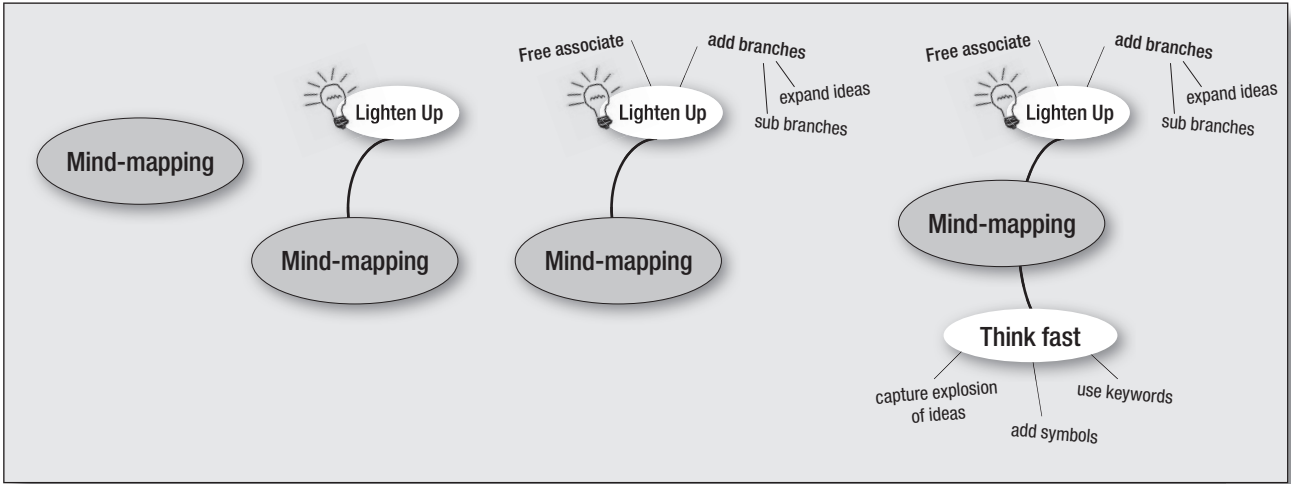 Mind-mapping
Lighten Up
Mind-mapping
Free associate
add branches
expand ideas
sub branches
Lighten Up
Mind-mapping
Free associate
add branches
expand ideas
sub branches
Lighten Up
Mind-mapping
Think fast
capture explosion
of ideas
use keywords
add symbols